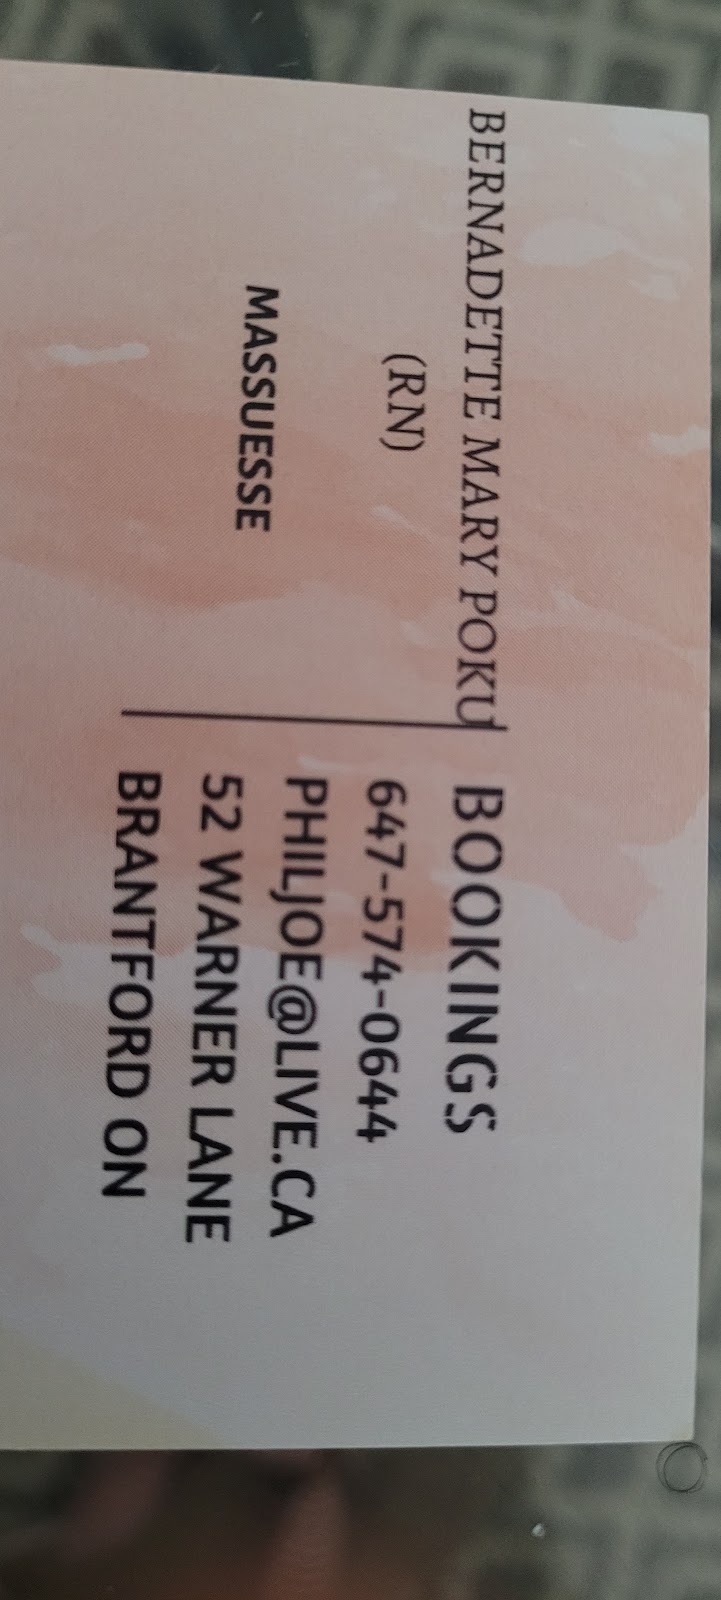 BERNADETTE MARY POKU
(RN)
MASSUESSE
BOOKINGS
647-574-0644
PHILJOE@LIVE.CA
52 WARNER LANE
BRANTFORD ON